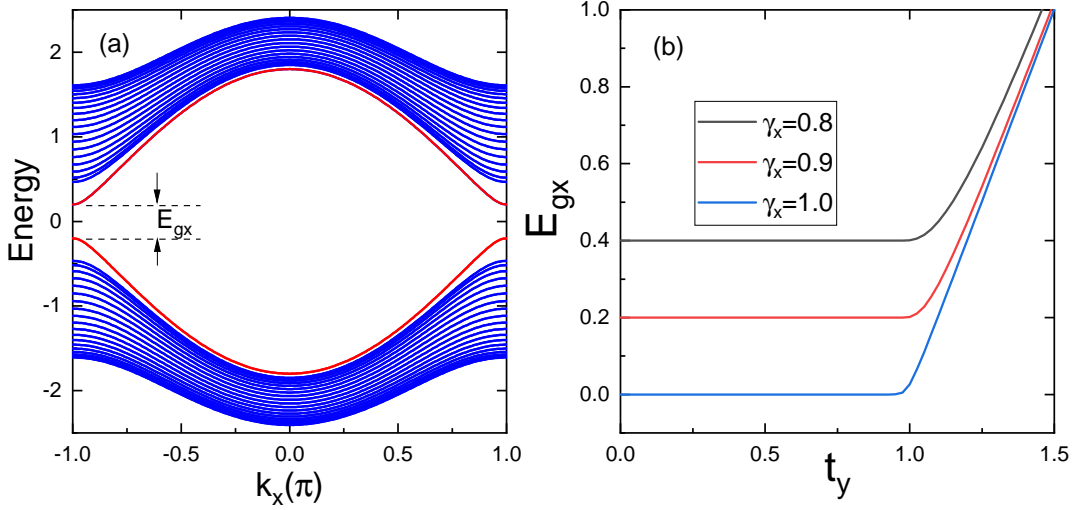 (a)
Energy
2
1
0
-1
-2
E_gx
-1.0 -0.5 0.0 0.5 1.0
k_x(π)
(b)
E_gx
1.0
0.8
0.6
0.4
0.2
0.0
γ_x=0.8
γ_x=0.9
γ_x=1.0
0.0 0.5 1.0 1.5
t_y